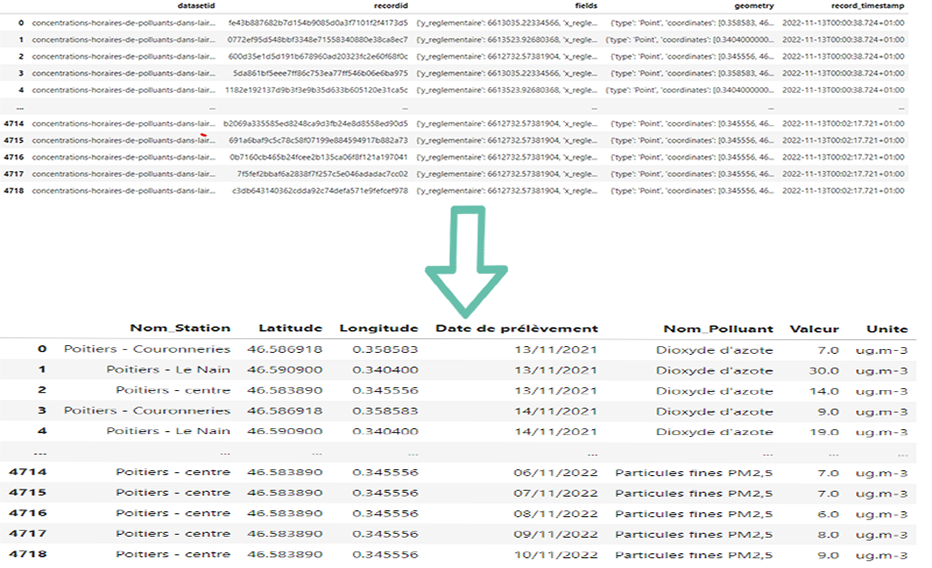 datasetid recordid fields geometry record_timestamp
0 concentrations-horaires-de-polluants-dans-lair... fe43b887682b7d154b9085d0a3f7101f2f4173d5 {'y_reglementaire': 6613035.22334566, 'x_regle... {'type': 'Point', 'coordinates': [0.358583, 46... 2022-11-13T00:00:38.724+01:00
1 concentrations-horaires-de-polluants-dans-lair... 0772ef95d548bbf3348e71558340880e38ca8ec7 {'y_reglementaire': 6613523.92680368, 'x_regle... {'type': 'Point', 'coordinates': [0.3404000000... 2022-11-13T00:00:38.724+01:00
2 concentrations-horaires-de-polluants-dans-lair... 600d35e1d5d191b678960ad20323fc2e60f68f0c {'y_reglementaire': 6612732.57381904, 'x_regle... {'type': 'Point', 'coordinates': [0.345556, 46... 2022-11-13T00:00:38.724+01:00
3 concentrations-horaires-de-polluants-dans-lair... 5da861bf5eee7ff86c753ea77ff546b06e6ba975 {'y_reglementaire': 6613035.22334566, 'x_regle... {'type': 'Point', 'coordinates': [0.358583, 46... 2022-11-13T00:00:38.724+01:00
4 concentrations-horaires-de-polluants-dans-lair... 1182e192137d9b3f3e9b35d633b605120e31ca5c {'y_reglementaire': 6613523.92680368, 'x_regle... {'type': 'Point', 'coordinates': [0.3404000000... 2022-11-13T00:00:38.724+01:00
... ... ... ... ... ...
4714 concentrations-horaires-de-polluants-dans-lair... b2069a335585ed8248ca9d3fb24e8d8558ed90d5 {'y_reglementaire': 6612732.57381904, 'x_regle... {'type': 'Point', 'coordinates': [0.345556, 46... 2022-11-13T00:02:17.721+01:00
4715 concentrations-horaires-de-polluants-dans-lair... 691a6baf9c5c78c58f07199e884594917b882a73 {'y_reglementaire': 6612732.57381904, 'x_regle... {'type': 'Point', 'coordinates': [0.345556, 46... 2022-11-13T00:02:17.721+01:00
4716 concentrations-horaires-de-polluants-dans-lair... 0b7160cb465b24fcee2b135ca06f8f121a197041 {'y_reglementaire': 6612732.57381904, 'x_regle... {'type': 'Point', 'coordinates': [0.345556, 46... 2022-11-13T00:02:17.721+01:00
4717 concentrations-horaires-de-polluants-dans-lair... 7f5fef2bbaf6a2838f7f257c5e046adadac7cc02 {'y_reglementaire': 6612732.57381904, 'x_regle... {'type': 'Point', 'coordinates': [0.345556, 46... 2022-11-13T00:02:17.721+01:00
4718 concentrations-horaires-de-polluants-dans-lair... c3db643140362cdda92c74defa571e9fefcef978 {'y_reglementaire': 6612732.57381904, 'x_regle... {'type': 'Point', 'coordinates': [0.345556, 46... 2022-11-13T00:02:17.721+01:00
Nom_Station Latitude Longitude Date de prélèvement Nom_Polluant Valeur Unite
0 Poitiers - Couronneries 46.586918 0.358583 13/11/2021 Dioxyde d'azote 7.0 ug.m-3
1 Poitiers - Le Nain 46.590900 0.340400 13/11/2021 Dioxyde d'azote 30.0 ug.m-3
2 Poitiers - centre 46.583890 0.345556 13/11/2021 Dioxyde d'azote 14.0 ug.m-3
3 Poitiers - Couronneries 46.586918 0.358583 14/11/2021 Dioxyde d'azote 9.0 ug.m-3
4 Poitiers - Le Nain 46.590900 0.340400 14/11/2021 Dioxyde d'azote 19.0 ug.m-3
... ... ... ... ... ... ... ...
4714 Poitiers - centre 46.583890 0.345556 06/11/2022 Particules fines PM2,5 7.0 ug.m-3
4715 Poitiers - centre 46.583890 0.345556 07/11/2022 Particules fines PM2,5 7.0 ug.m-3
4716 Poitiers - centre 46.583890 0.345556 08/11/2022 Particules fines PM2,5 6.0 ug.m-3
4717 Poitiers - centre 46.583890 0.345556 09/11/2022 Particules fines PM2,5 8.0 ug.m-3
4718 Poitiers - centre 46.583890 0.345556 10/11/2022 Particules fines PM2,5 9.0 ug.m-3